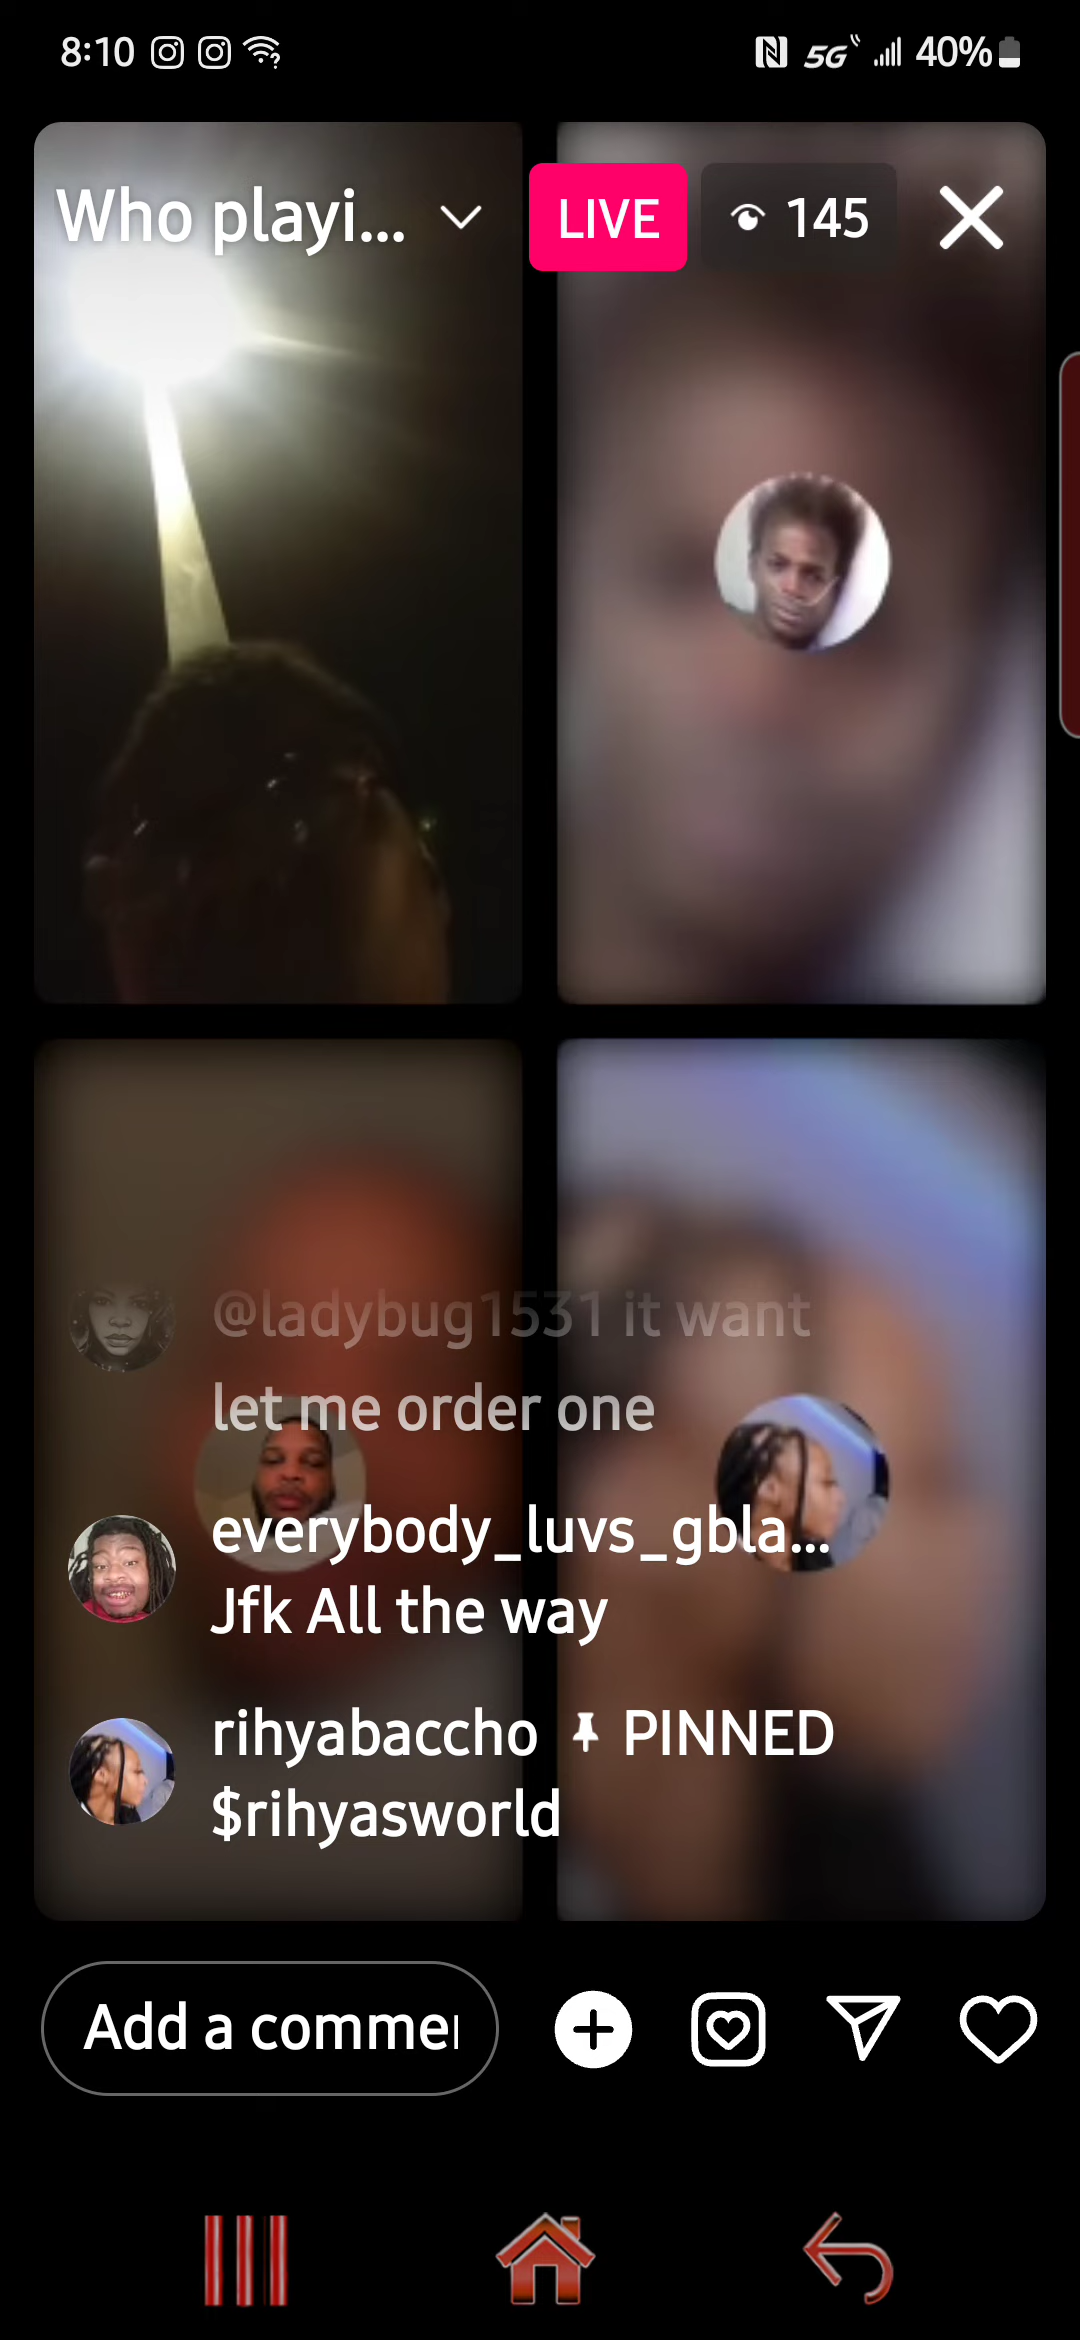 8:10
5G 40%
Who playi...
LIVE
145
@ladybug1531 it want
let me order one
everybody_luvs_gbla...
Jfk All the way
rihyabaccho PINNED
$rihyasworld
Add a commer